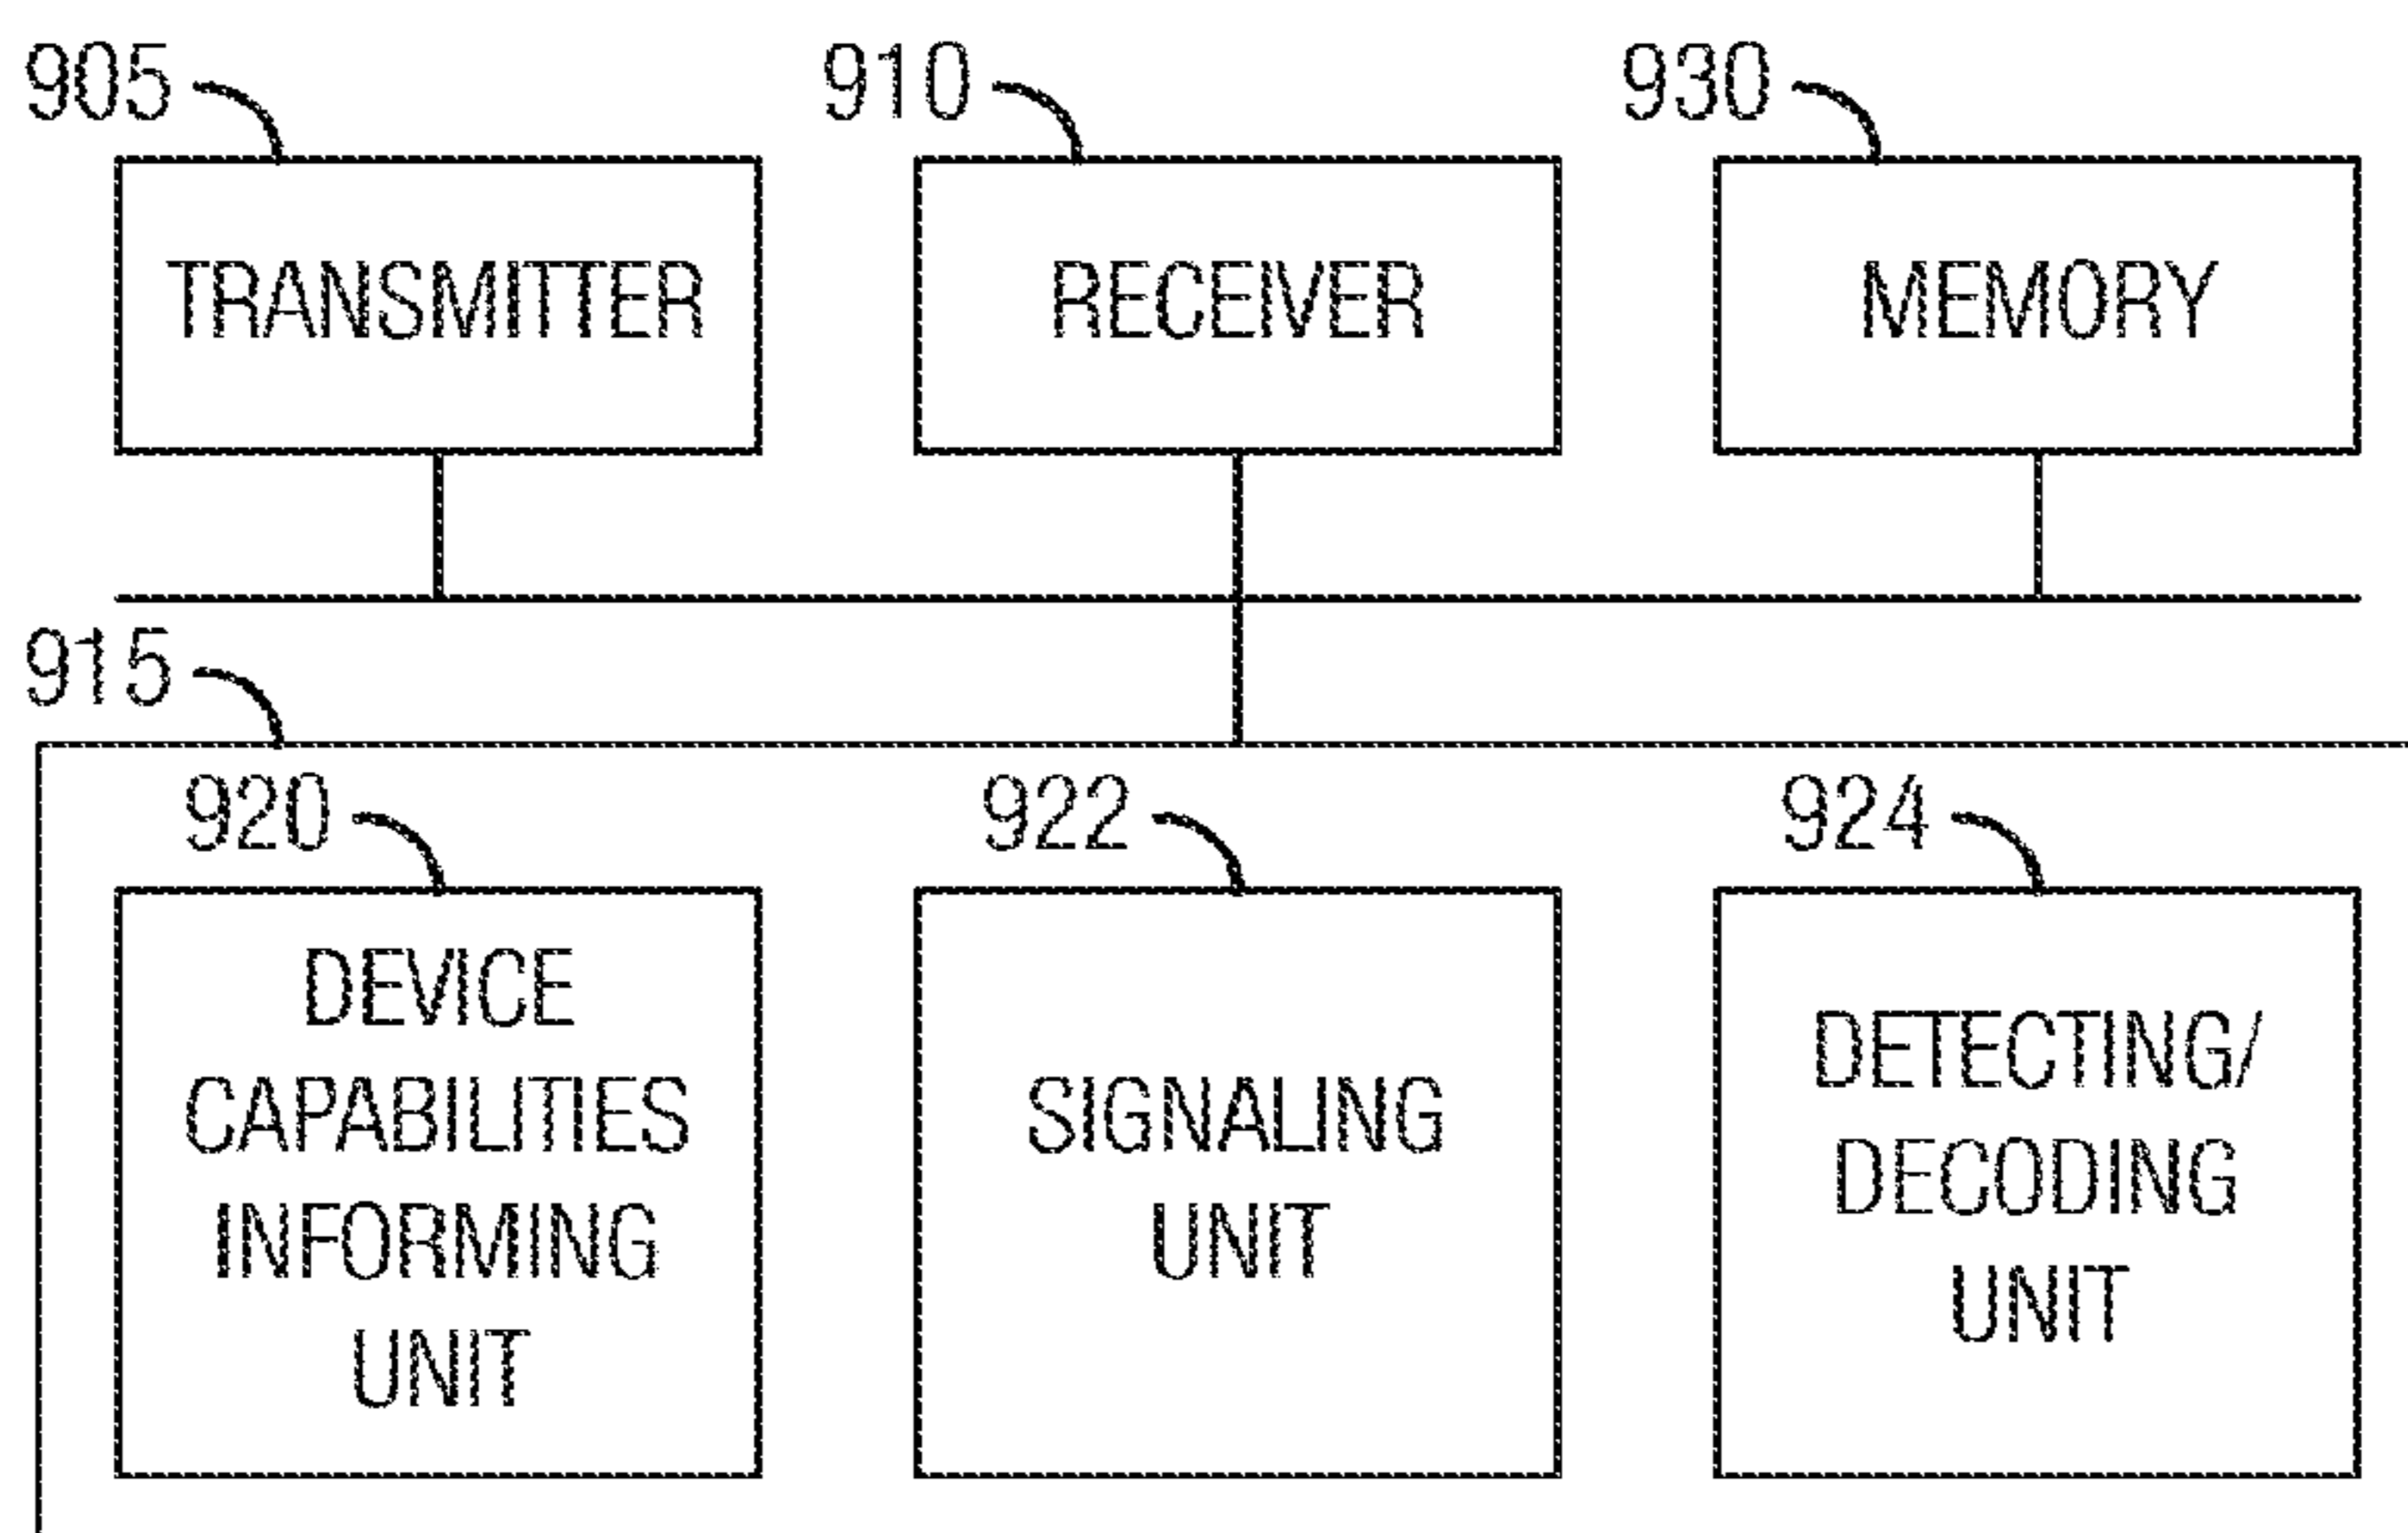 905
910
930
TRANSMITTER
RECEIVER
MEMORY
915
920
922
924
DEVICE
CAPABILITIES
INFORMING
UNIT
SIGNALING
UNIT
DETECTING/
DECODING
UNIT